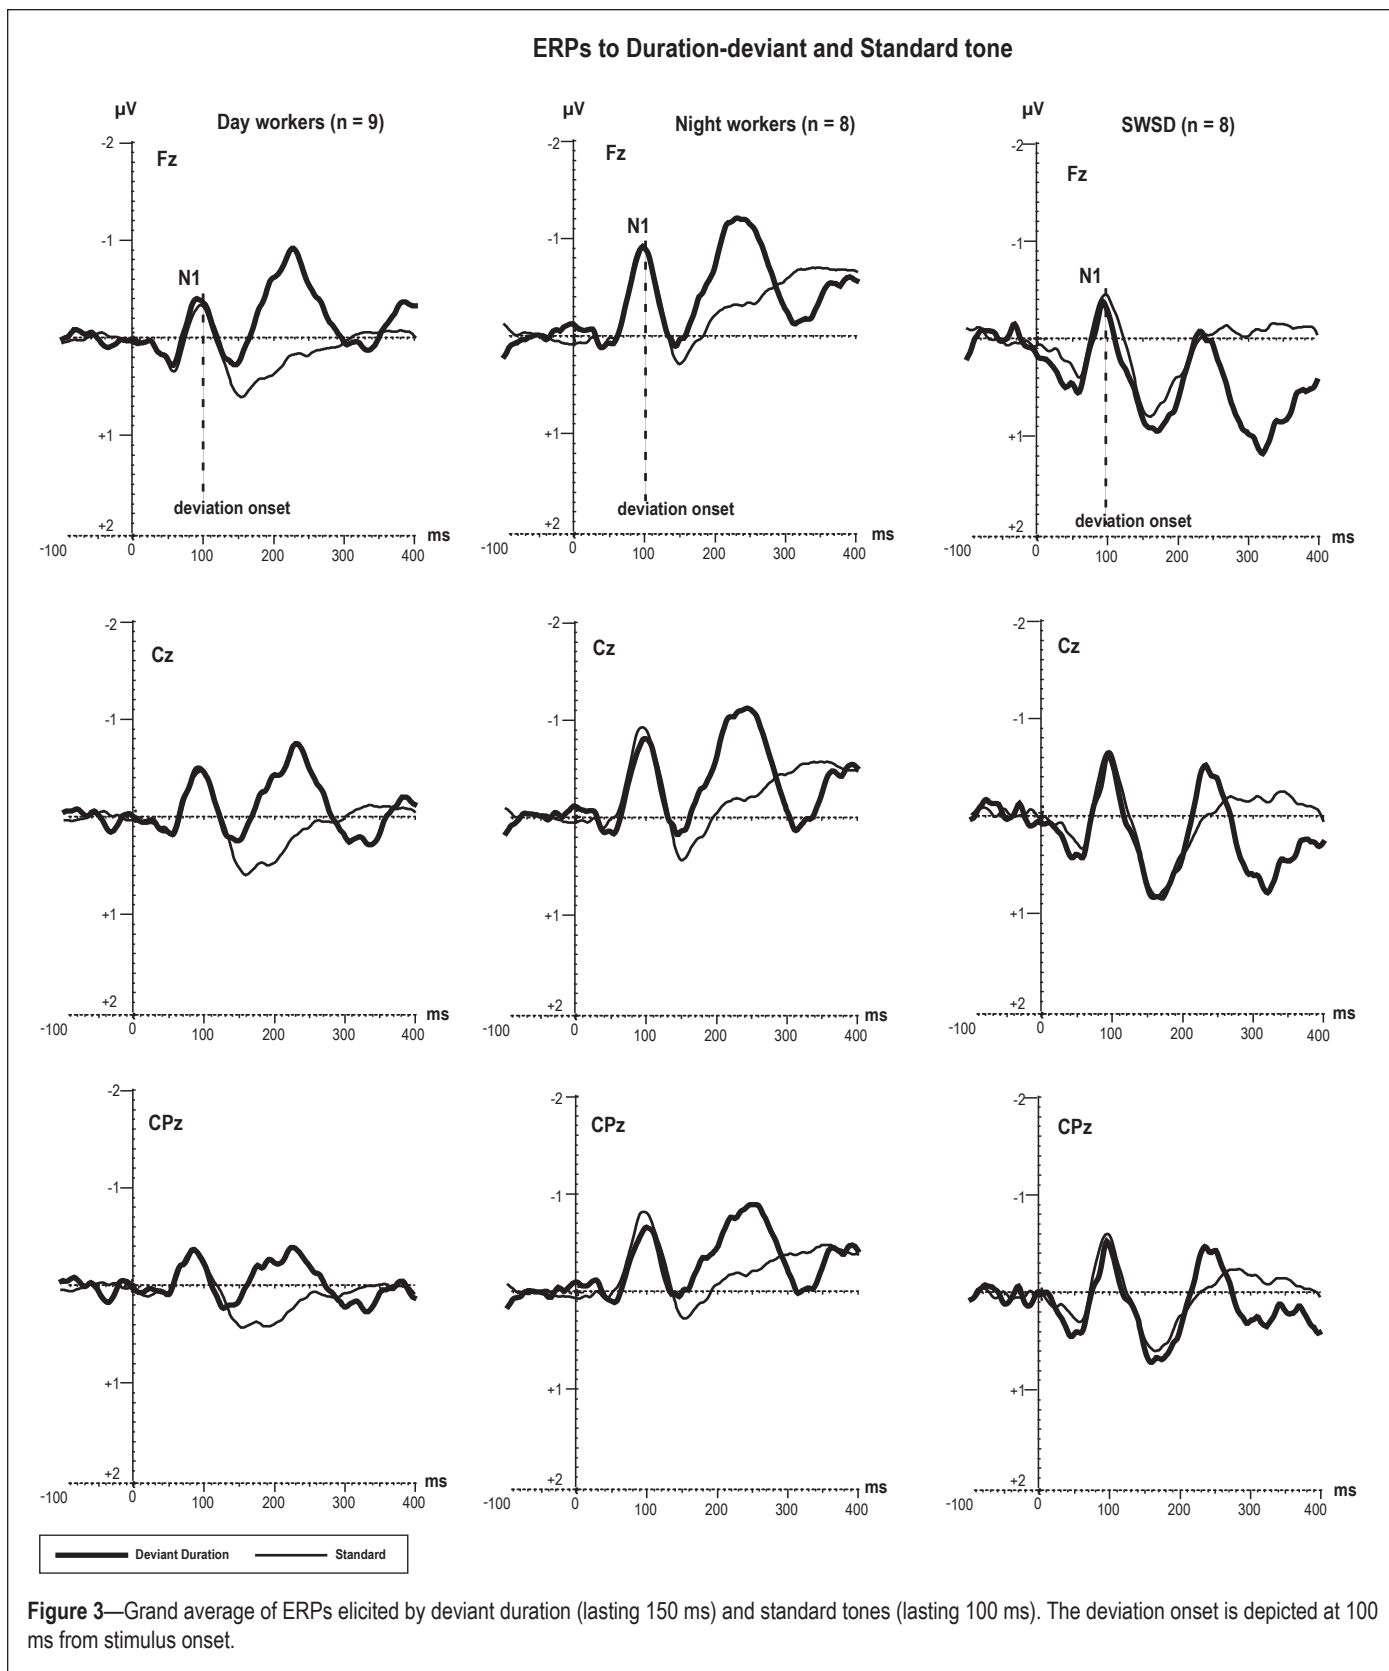 ERPs to Duration-deviant and Standard tone
µV
Day workers (n = 9)
-2
Fz
-1
N1
+1
deviation onset
+2
-100 0 100 200 300 400 ms
µV
Night workers (n = 8)
-2
Fz
-1
N1
+1
deviation onset
+2
-100 0 100 200 300 400 ms
µV
SWSD (n = 8)
-2
Fz
-1
N1
+1
+2
deviation onset
-100 0 100 200 300 400 ms
-2
Cz
-1
+1
+2
-100 0 100 200 300 400 ms
-2
Cz
-1
+1
+2
-100 0 100 200 300 400 ms
-2
Cz
-1
+1
+2
-100 0 100 200 300 400 ms
-2
CPz
-1
+1
+2
-100 0 100 200 300 400 ms
-2
CPz
-1
+1
+2
-100 0 100 200 300 400 ms
-2
CPz
-1
+1
+2
-100 0 100 200 300 400 ms
Deviant Duration Standard
Figure 3—Grand average of ERPs elicited by deviant duration (lasting 150 ms) and standard tones (lasting 100 ms). The deviation onset is depicted at 100
ms from stimulus onset.